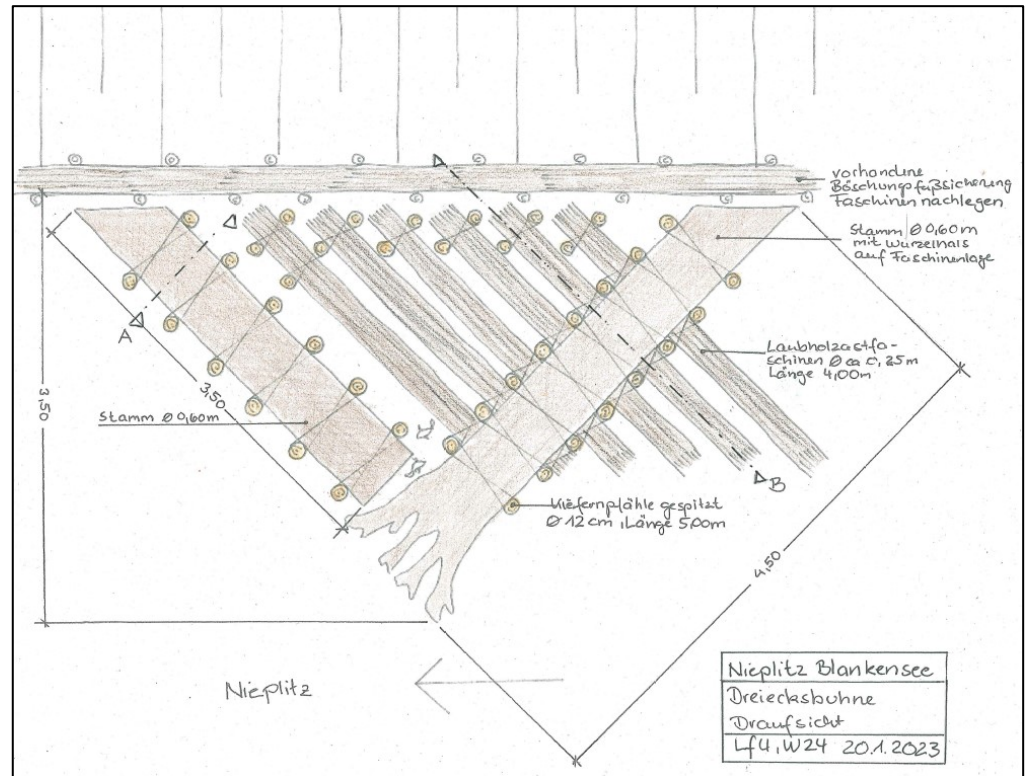 vorhandene
Böschungsfußsicherung
Faschinen nachlegen
Stamm Ø 0,60m
mit Wurzelhals
auf Faschinenlage
Laubholzastfa-
schinen Ø ca 0,25m
Länge 4,00m
A
3,50
3,50
Stamm Ø 0,60m
B
Kiefernpfähle gespitzt
Ø 12 cm, Länge 5,00m
4,50
Nieplitz
Nieplitz Blankensee
Dreiecksbuhne
Draufsicht
LfU, W24 20.1.2023